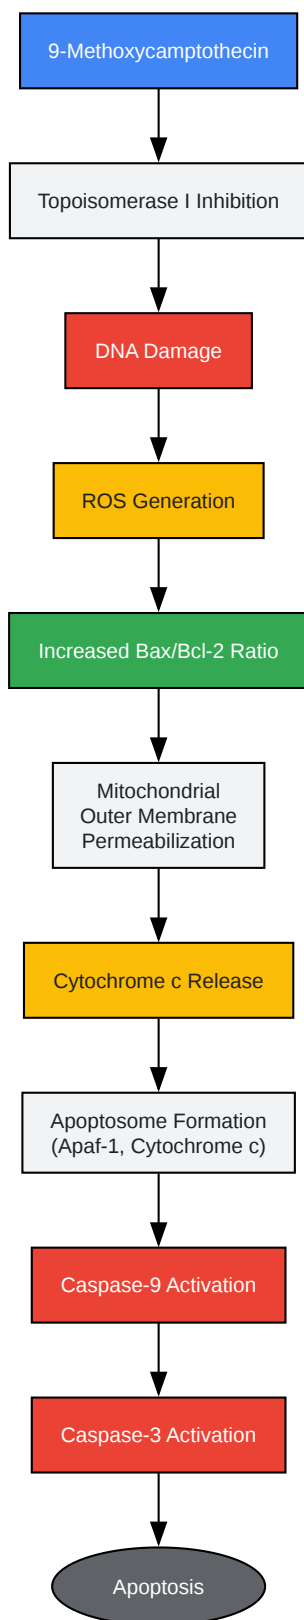 9-Methoxycamptothecin
Topoisomerase I Inhibition
DNA Damage
ROS Generation
Increased Bax/Bcl-2 Ratio
Mitochondrial
Outer Membrane
Permeabilization
Cytochrome c Release
Apoptosome Formation
(Apaf-1, Cytochrome c)
Caspase-9 Activation
Caspase-3 Activation
Apoptosis